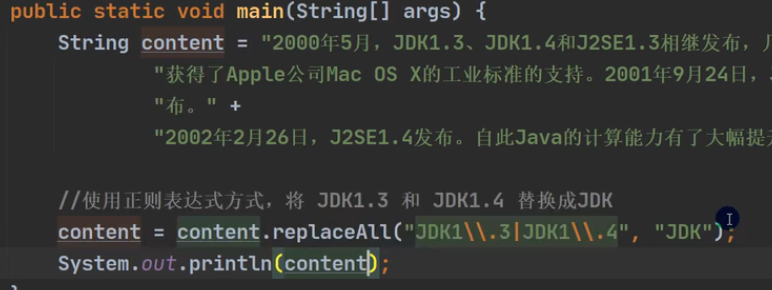 public static void main(String[] args) {
String content = "2000年5月，JDK1.3、JDK1.4和J2SE1.3相继发布，
"获得了Apple公司Mac OS X的工业标准的支持。2001年9月24日，
"布。" +
"2002年2月26日，J2SE1.4发布。自此Java的计算能力有了大幅提
//使用正则表达式方式，将 JDK1.3 和 JDK1.4 替换成JDK
content = content.replaceAll("JDK1\\.3|JDK1\\.4", "JDK");
System.out.println(content);